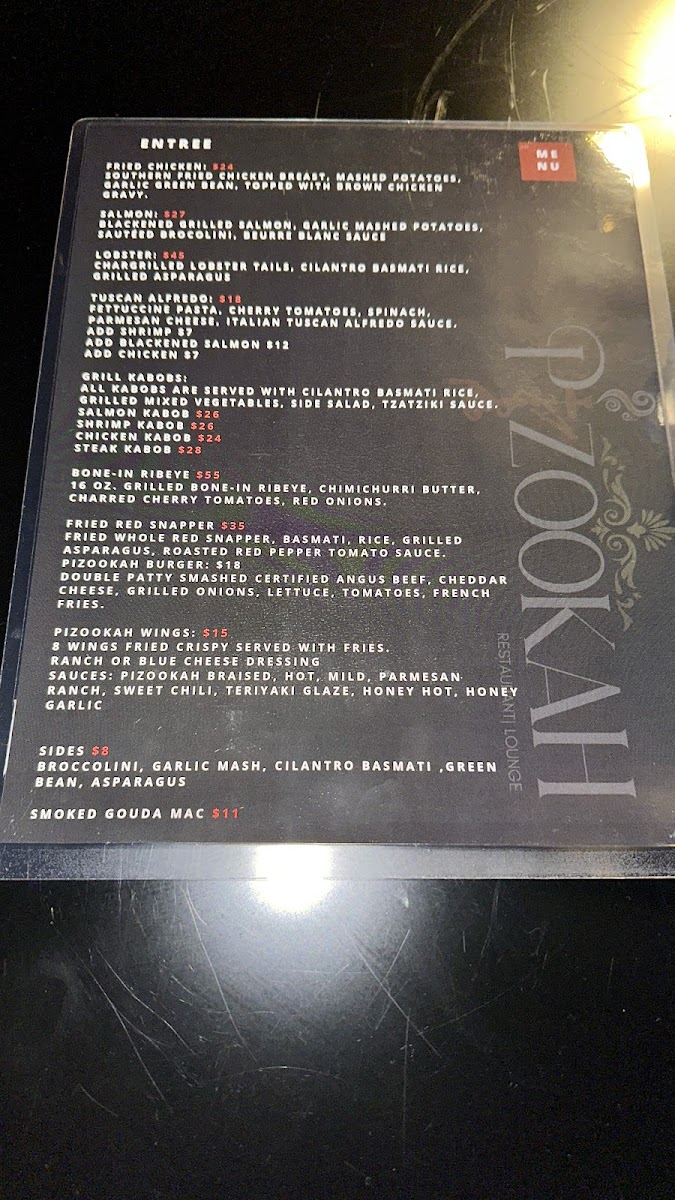 ENTREE
ME
NU
FRIED CHICKEN: $24
SOUTHERN FRIED CHICKEN BREAST, MASHED POTATOES,
GARLIC GREEN BEAN, TOPPED WITH BROWN CHICKEN
GRAVY.
SALMON: $27
BLACKENED GRILLED SALMON, GARLIC MASHED POTATOES,
SAUTEED BROCOLINI, BEURRE BLANC SAUCE
LOBSTER: $45
CHARGRILLED LOBSTER TAILS, CILANTRO BASMATI RICE,
GRILLED ASPARAGUS
TUSCAN ALFREDO: $18
FETTUCCINE PASTA, CHERRY TOMATOES, SPINACH,
PARMESAN CHEESE, ITALIAN TUSCAN ALFREDO SAUCE.
ADD SHRIMP $7
ADD BLACKENED SALMON $12
ADD CHICKEN $7
GRILL KABOBS:
ALL KABOBS ARE SERVED WITH CILANTRO BASMATI RICE,
GRILLED MIXED VEGETABLES, SIDE SALAD, TZATZIKI SAUCE.
SALMON KABOB $26
SHRIMP KABOB $26
CHICKEN KABOB $24
STEAK KABOB $28
BONE-IN RIBEYE $55
16 OZ. GRILLED BONE-IN RIBEYE, CHIMICHURRI BUTTER,
CHARRED CHERRY TOMATOES, RED ONIONS.
FRIED RED SNAPPER $35
FRIED WHOLE RED SNAPPER, BASMATI, RICE, GRILLED
ASPARAGUS, ROASTED RED PEPPER TOMATO SAUCE.
PIZOOKAH BURGER: $18
DOUBLE PATTY SMASHED CERTIFIED ANGUS BEEF, CHEDDAR
CHEESE, GRILLED ONIONS, LETTUCE, TOMATOES, FRENCH
FRIES.
PIZOOKAH WINGS: $15
8 WINGS FRIED CRISPY SERVED WITH FRIES.
RANCH OR BLUE CHEESE DRESSING
SAUCES: PIZOOKAH BRAISED, HOT, MILD, PARMESAN
RANCH, SWEET CHILI, TERIYAKI GLAZE, HONEY HOT, HONEY
GARLIC
SIDES $8
BROCCOLINI, GARLIC MASH, CILANTRO BASMATI ,GREEN
BEAN, ASPARAGUS
SMOKED GOUDA MAC $11
PIZOOKAH
RESTAURANT| LOUNGE